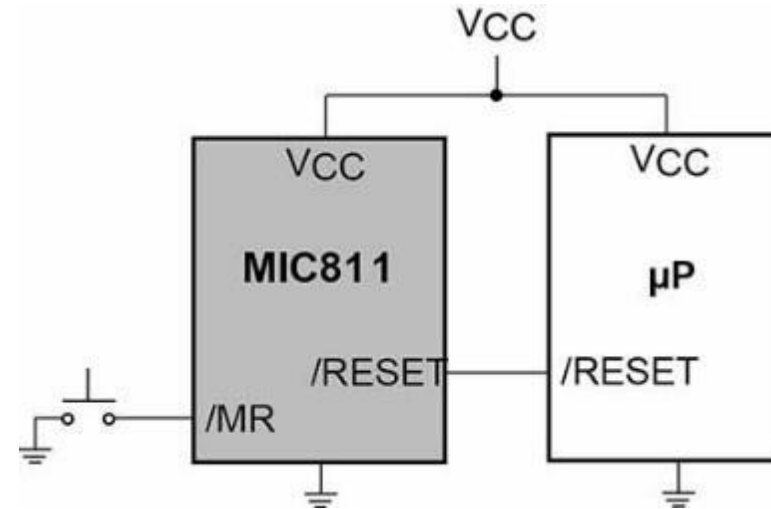 VCC
VCC
VCC
MIC811
µP
/RESET
/RESET
/MR